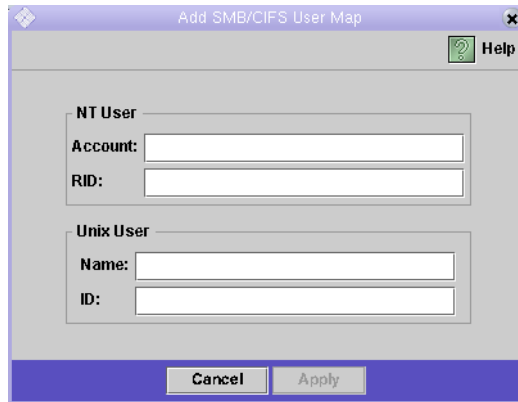 Add SMB/CIFS User Map
Help
NT User
Account:
RID:
Unix User
Name:
ID:
Cancel
Apply